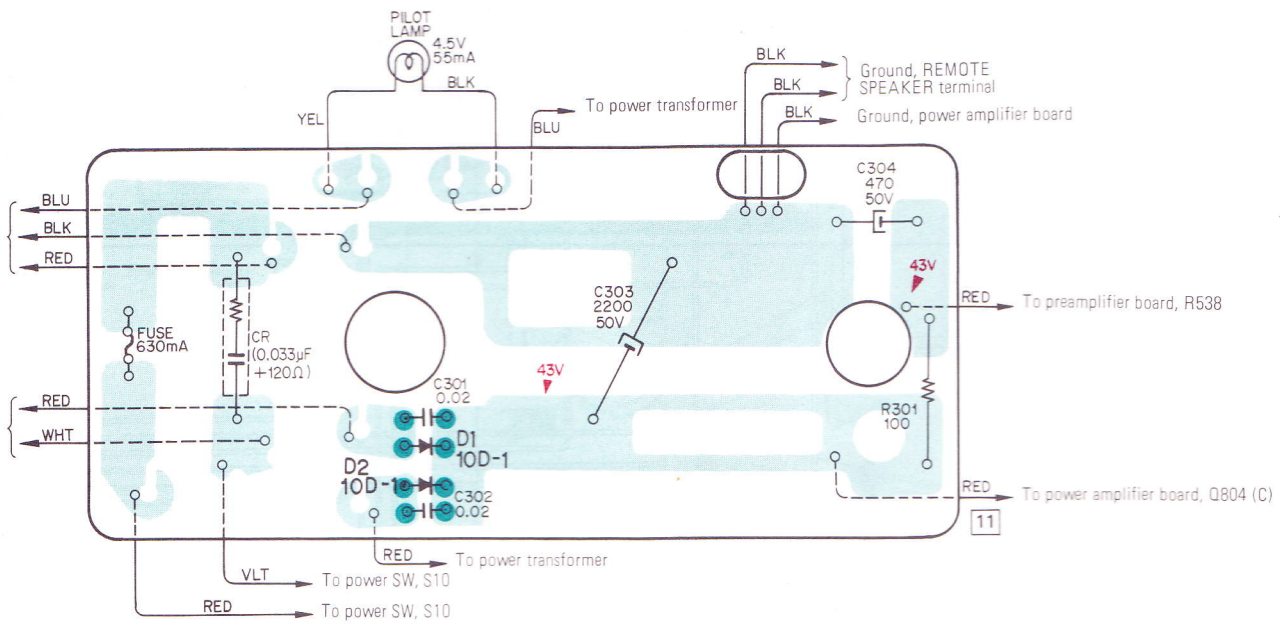 PILOT
LAMP
4.5V
55mA
YEL
BLK
BLU
To power transformer
BLK
BLK
BLK
Ground, REMOTE
SPEAKER terminal
Ground, power amplifier board
BLU
BLK
RED
C304
470
50V
43V
RED
To preamplifier board, R538
FUSE
630mA
CR
(0.033µF
+120Ω)
C303
2200
50V
43V
RED
WHT
C301
0.02
D1
10D-1
D2
10D-1
C302
0.02
R301
100
RED
To power amplifier board, Q804 (C)
11
RED
To power transformer
VLT
To power SW, S10
RED
To power SW, S10